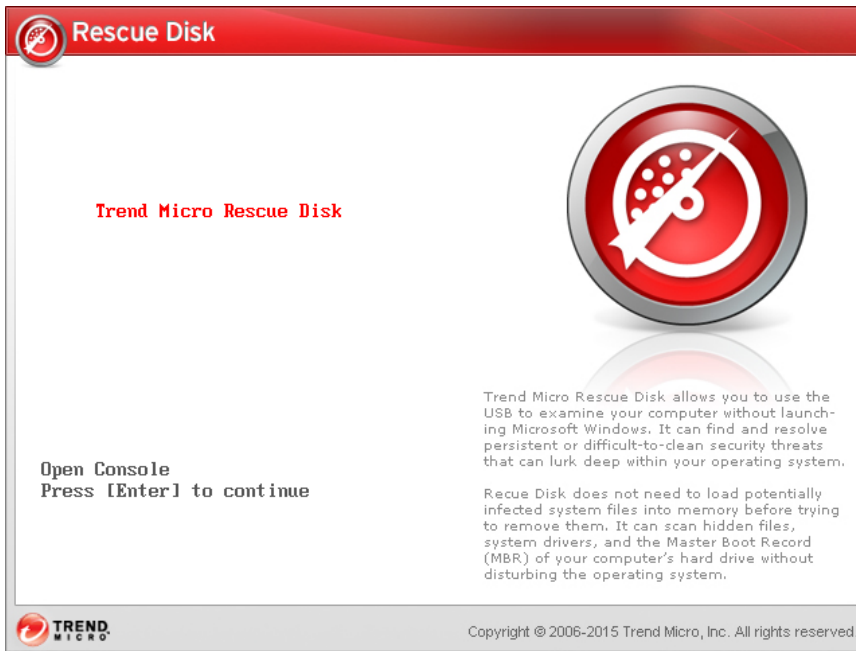 Rescue Disk
Trend Micro Rescue Disk
Open Console
Press [Enter] to continue
Trend Micro Rescue Disk allows you to use the
USB to examine your computer without launch-
ing Microsoft Windows. It can find and resolve
persistent or difficult-to-clean security threats
that can lurk deep within your operating system.
Recue Disk does not need to load potentially
infected system files into memory before trying
to remove them. It can scan hidden files,
system drivers, and the Master Boot Record
(MBR) of your computer's hard drive without
disturbing the operating system.
TREND
MICRO
Copyright © 2006-2015 Trend Micro, Inc. All rights reserved.